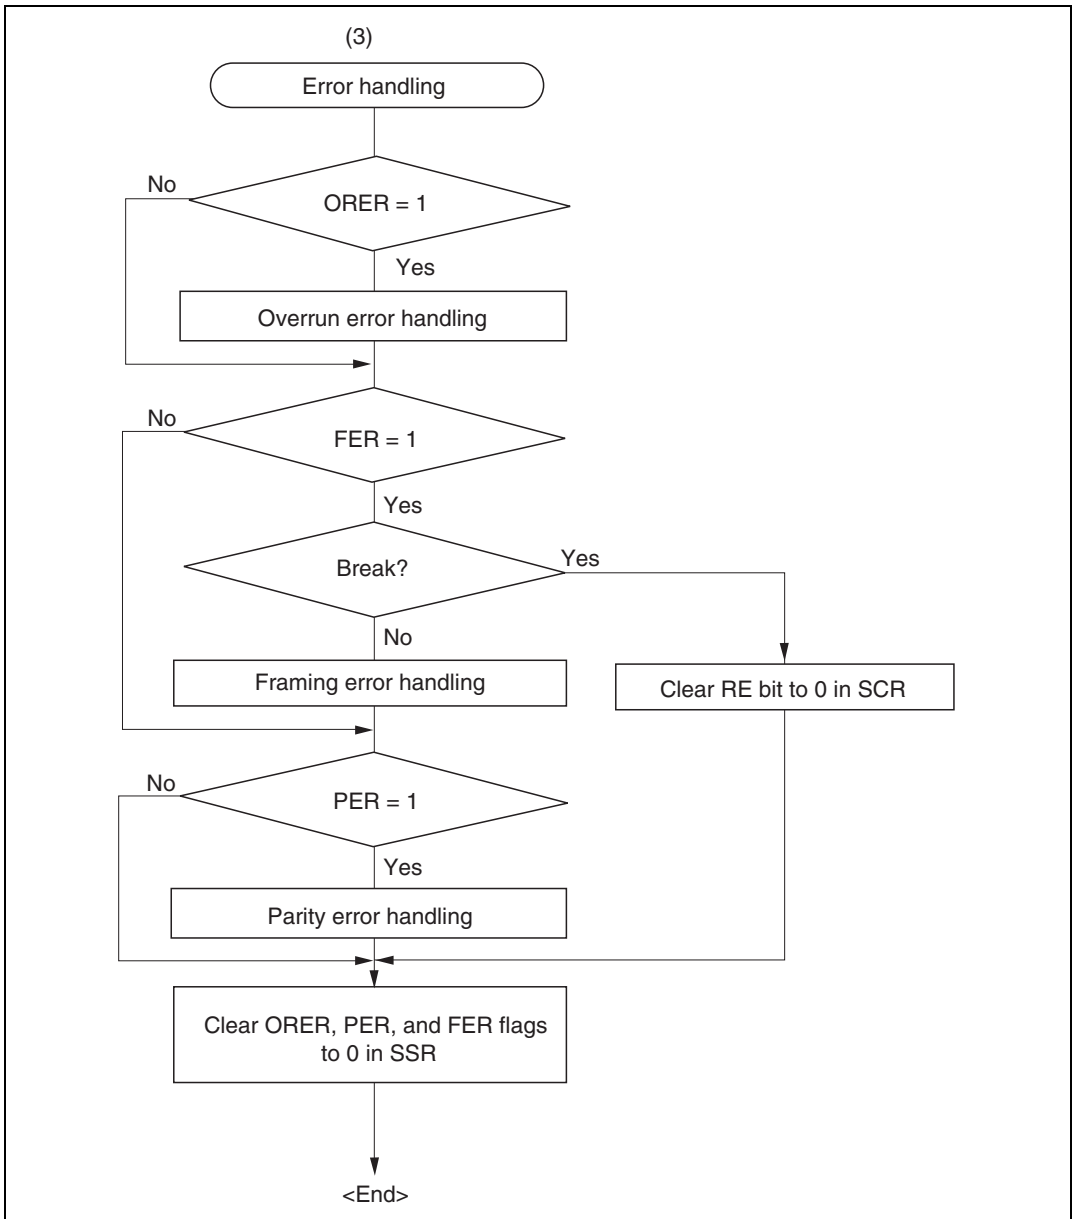 (3)
Error handling
No
ORER = 1
Yes
Overrun error handling
No
FER = 1
Yes
Break?
Yes
No
Framing error handling
Clear RE bit to 0 in SCR
No
PER = 1
Yes
Parity error handling
Clear ORER, PER, and FER flags
to 0 in SSR
<End>